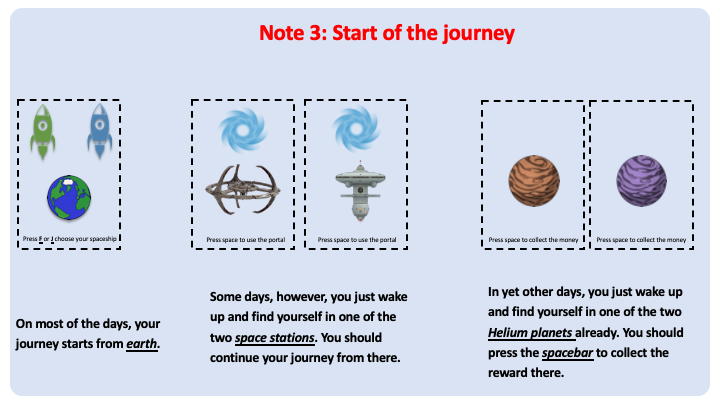 Note 3: Start of the journey
Press F or J choose your spaceship
Press space to use the portal
Press space to use the portal
Press space to collect the money
Press space to collect the money
On most of the days, your
journey starts from earth.
Some days, however, you just wake
up and find yourself in one of the
two space stations. You should
continue your journey from there.
In yet other days, you just wake up
and find yourself in one of the two
Helium planets already. You should
press the spacebar to collect the
reward there.